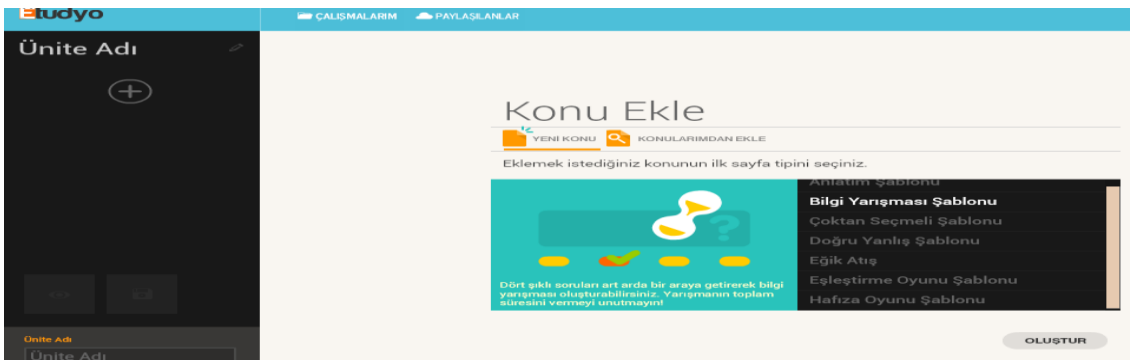 Etudyo
ÇALIŞMALARIM PAYLAŞILANLAR
Ünite Adı
Konu Ekle
YENİ KONU KONULARIMDAN EKLE
Eklemek istediğiniz konunun ilk sayfa tipini seçiniz.
Anlatım Şablonu
Bilgi Yarışması Şablonu
Çoktan Seçmeli Şablonu
Doğru Yanlış Şablonu
Eğik Atış
Eşleştirme Oyunu Şablonu
Hafıza Oyunu Şablonu
Dört şıklı soruları art arda bir araya getirerek bilgi
yarışması oluşturabilirsiniz. Yarışmanın toplam
süresini vermeyi unutmayın!
OLUŞTUR
Ünite Adı
Ünite Adı